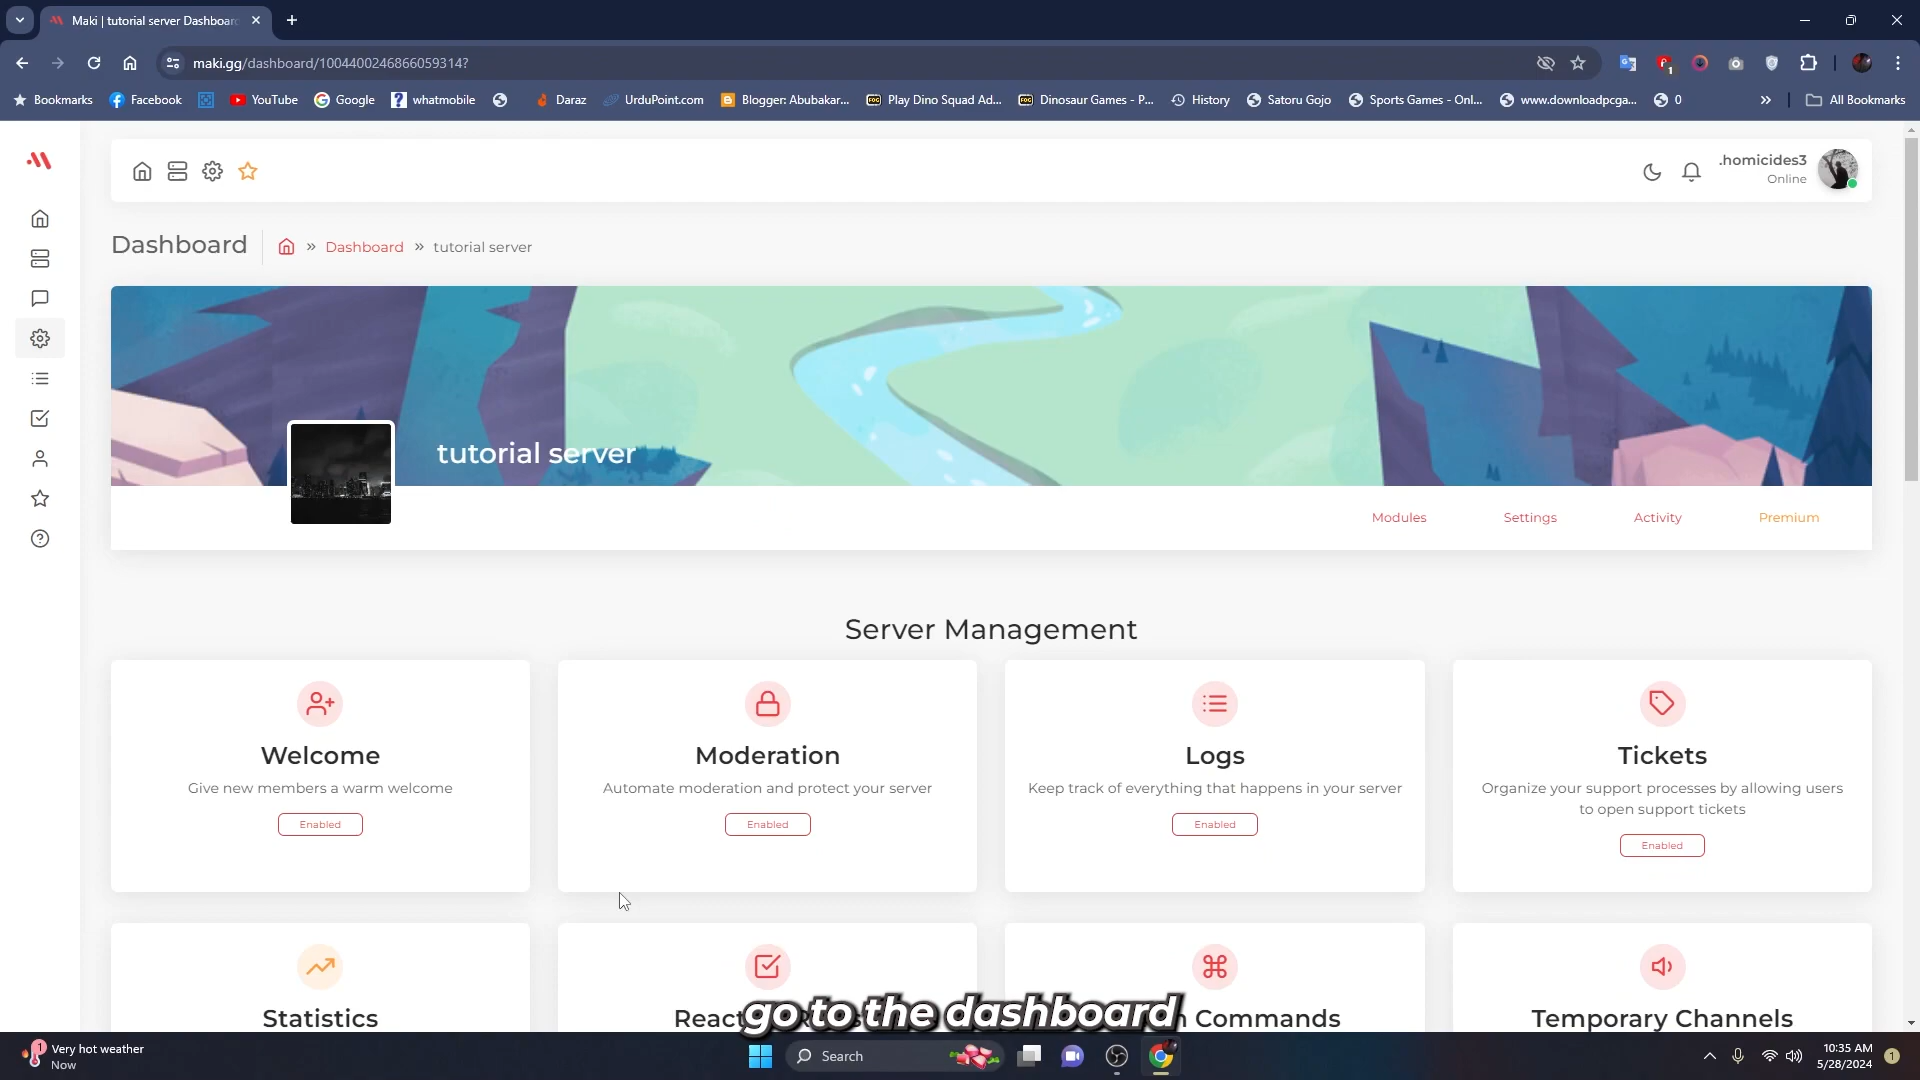 Maki | tutorial server Dashboar
maki.gg/dashboard/1004400246866059314?
1
Bookmarks
Facebook
YouTube
Google
whatmobile
Daraz
UrduPoint.com
Blogger: Abubakar...
Play Dino Squad Ad...
Dinosaur Games - P...
History
Satoru Gojo
Sports Games - Onl...
www.downloadpcga...
0
All Bookmarks
.homicides3
Online
Dashboard
Dashboard » tutorial server
tutorial server
Modules
Settings
Activity
Premium
Server Management
Welcome
Give new members a warm welcome
Enabled
Moderation
Automate moderation and protect your server
Enabled
Logs
Keep track of everything that happens in your server
Enabled
Tickets
Organize your support processes by allowing users
to open support tickets
Enabled
Statistics
React
Commands
Temporary Channels
go to the dashboard
1
Very hot weather
Now
Search
10:35 AM
5/28/2024
1